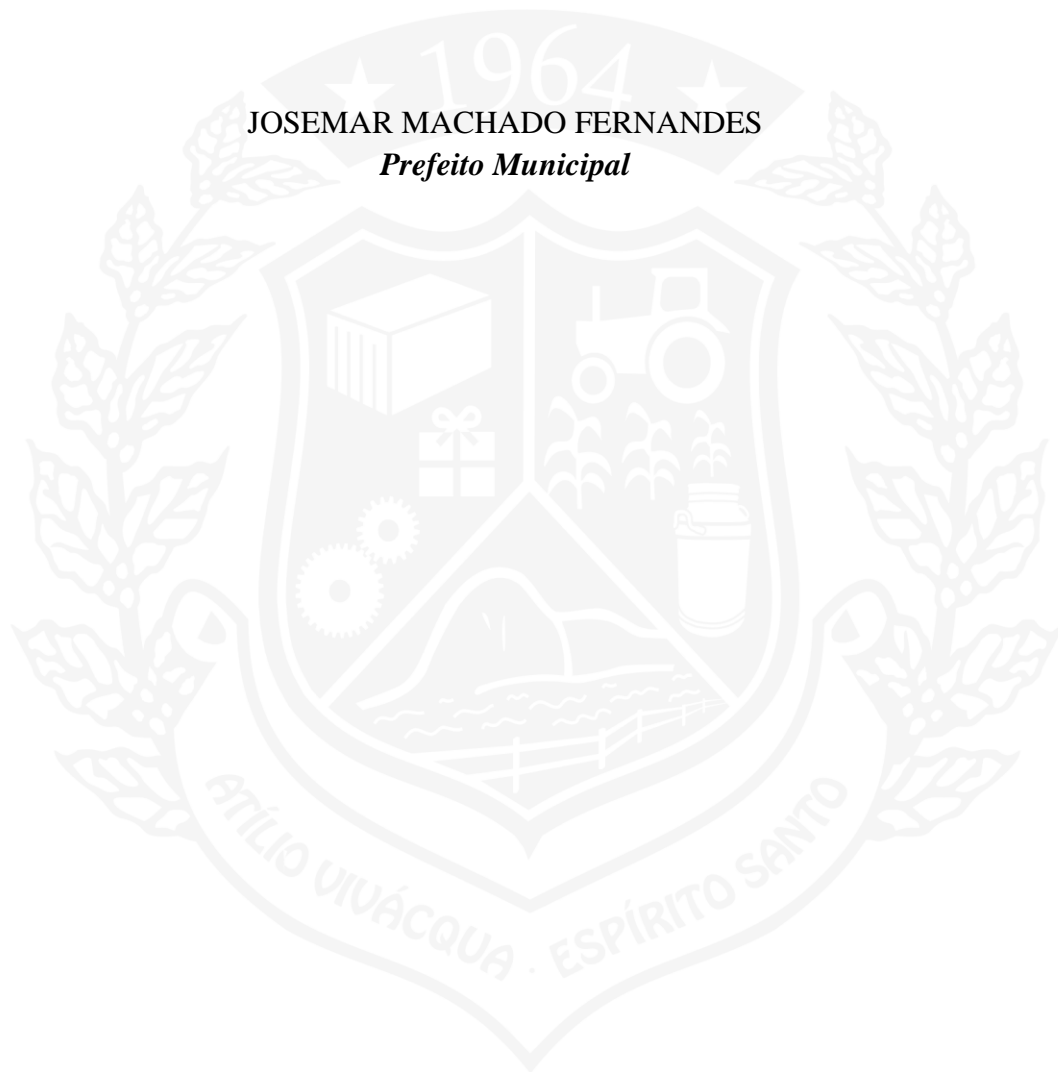 1964
JOSEMAR MACHADO FERNANDES
Prefeito Municipal
ATÍLIO VIVÁCQUA . ESPÍRITO SANTO